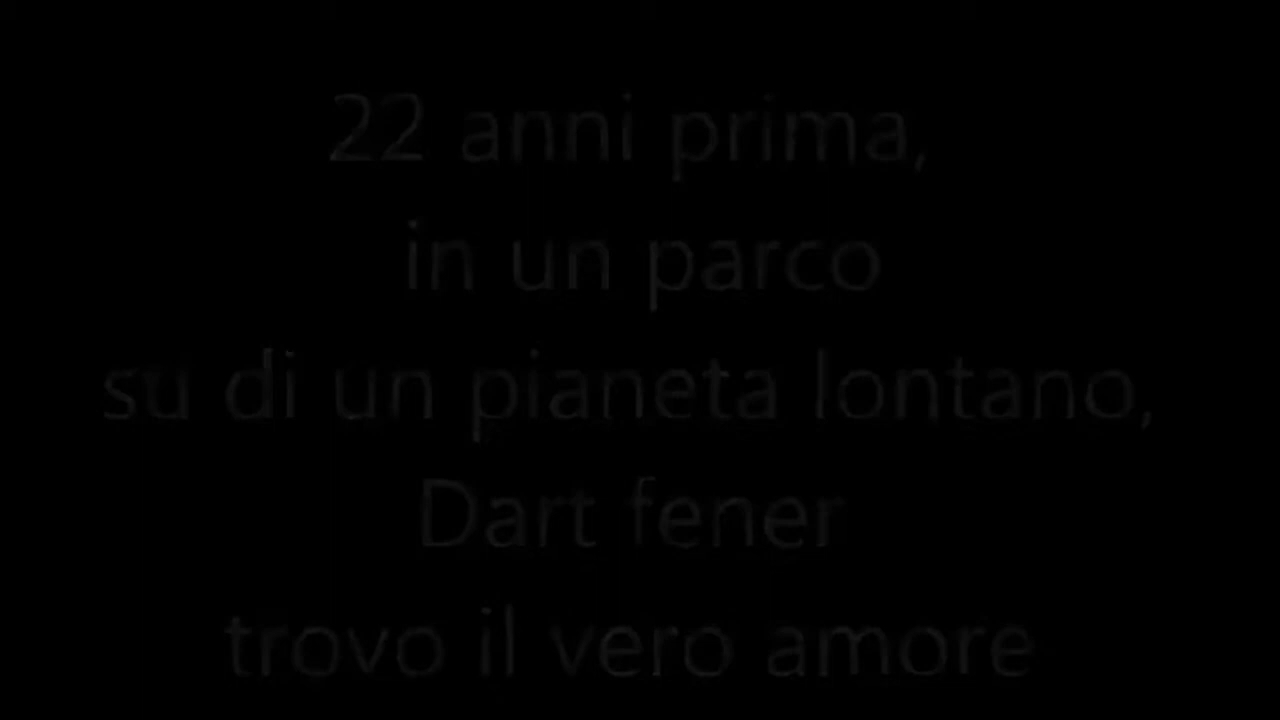 22 anni prima,
in un parco
su di un pianeta lontano,
Dart fener
trovo il vero amore